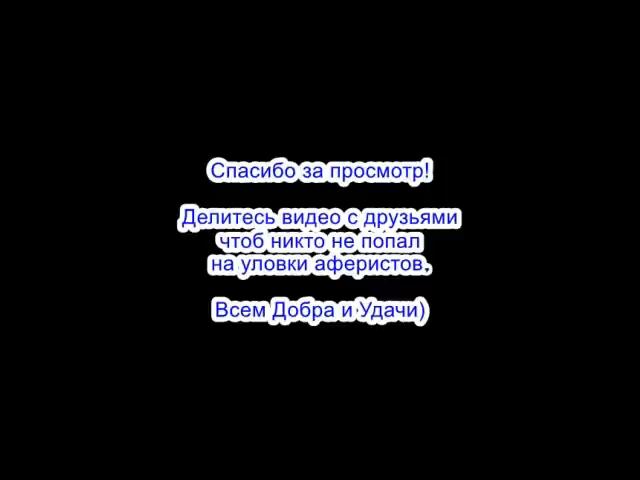 Спасибо за просмотр!
Делитесь видео с друзьями
чтоб никто не попал
на уловки аферистов.
Всем Добра и Удачи)